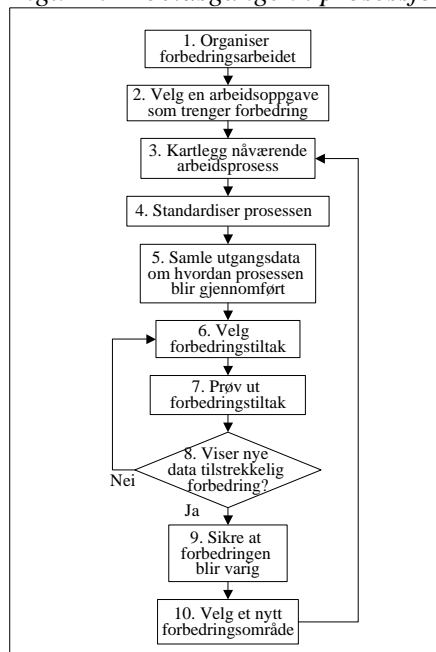 1. Organiser
forbedringsarbeidet
2. Velg en arbeidsoppgave
som trenger forbedring
3. Kartlegg nåværende
arbeidsprosess
4. Standardiser prosessen
5. Samle utgangsdata
om hvordan prosessen
blir gjennomført
6. Velg
forbedringstiltak
7. Prøv ut
forbedringstiltak
8. Viser nye
data tilstrekkelig
forbedring?
Nei
Ja
9. Sikre at
forbedringen
blir varig
10. Velg et nytt
forbedringsområde